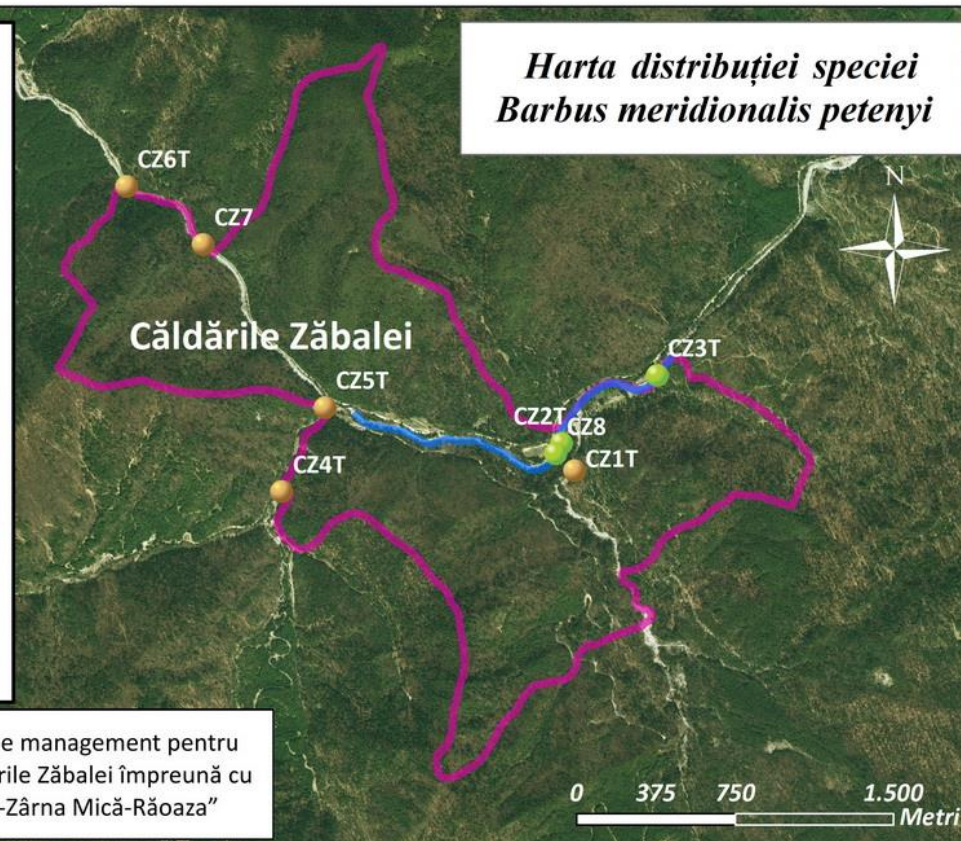 Harta distribuției speciei
Barbus meridionalis petenyi
N
CZ6T
CZ7
Căldările Zăbalei
CZ3T
CZ5T
CZ2T
CZ8
CZ1T
CZ4T
e management pentru
rile Zăbalei împreună cu
-Zârna Mică-Răoaza”
0 375 750 1.500
Metri